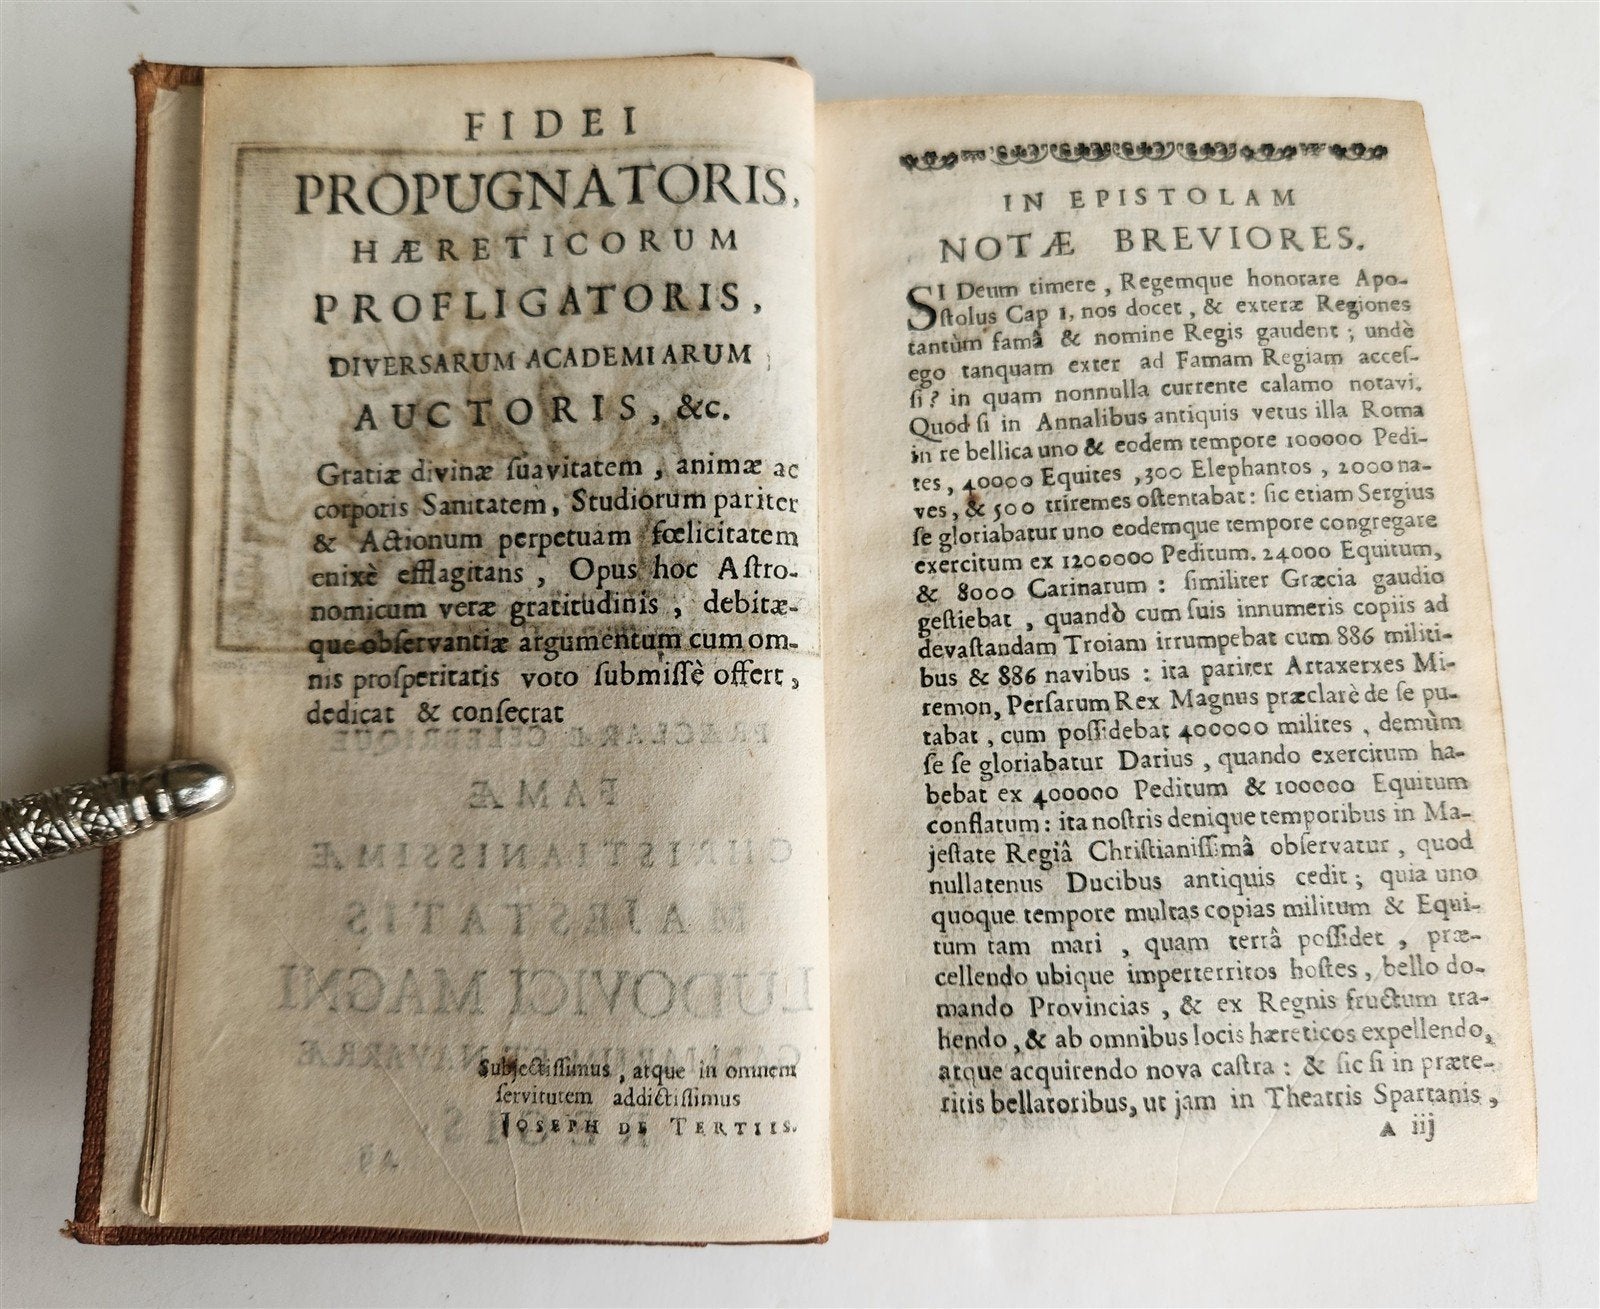 FIDEI
PROPUGNATORIS,
HÆRETICORUM
PROFLIGATORIS,
DIVERSARUM ACADEMIARUM
AUCTORIS, &c.
Gratiæ divinæ ſuavitatem, animæ ac
corporis Sanitatem, Studiorum pariter
& Actionum perpetuam fœlicitatem
enixè efflagitans, Opus hoc Aſtro-
nomicum veræ gratitudinis, debitæ-
que obſervantiæ argumentum cum om-
nis proſperitatis voto ſubmiſſè offert,
dedicat & conſecrat
Subjectiſſimus, atque in omnem
ſervitutem addictiſſimus
JOSEPH DE TERTIIS.
IN EPISTOLAM
NOTÆ BREVIORES.
SI Deum timere, Regemque honorare Apo-
ſtolus Cap 1, nos docet, & exteræ Regiones
tantùm famâ & nomine Regis gaudent; undè
ego tanquam exter ad Famam Regiam acceſ-
ſi? in quam nonnulla currente calamo notavi.
Quod ſi in Annalibus antiquis vetus illa Roma
in re bellica uno & eodem tempore 100000 Pedi-
tes, 40000 Equites, 300 Elephantos, 2000 na-
ves, & 500 triremes oſtentabat: ſic etiam Sergius
ſe gloriabatur uno eodemque tempore congregare
exercitum ex 1200000 Peditum. 24000 Equitum,
& 8000 Carinarum: ſimiliter Græcia gaudio
geſtiebat, quandò cum ſuis innumeris copiis ad
devaſtandam Troiam irrumpebat cum 886 militi-
bus & 886 navibus: ita pariter Artaxerxes Mi-
remon, Perſarum Rex Magnus præclarè de ſe pu-
tabat, cum poſſidebat 400000 milites, demùm
ſe ſe gloriabatur Darius, quando exercitum ha-
bebat ex 400000 Peditum & 100000 Equitum
conflatum: ita noſtris denique temporibus in Ma-
jeſtate Regiâ Chriſtianiſſimâ obſervatur, quod
nullatenus Ducibus antiquis cedit; quia uno
quoque tempore multas copias militum & Equi-
tum tam mari, quam terrâ poſſidet, præ-
cellendo ubique imperterritos hoſtes, bello do-
mando Provincias, & ex Regnis fructum tra-
hendo, & ab omnibus locis hæreticos expellendo,
atque acquirendo nova caſtra: & ſic ſi in præte-
ritis bellatoribus, ut jam in Theatris Spartanis,
A iij